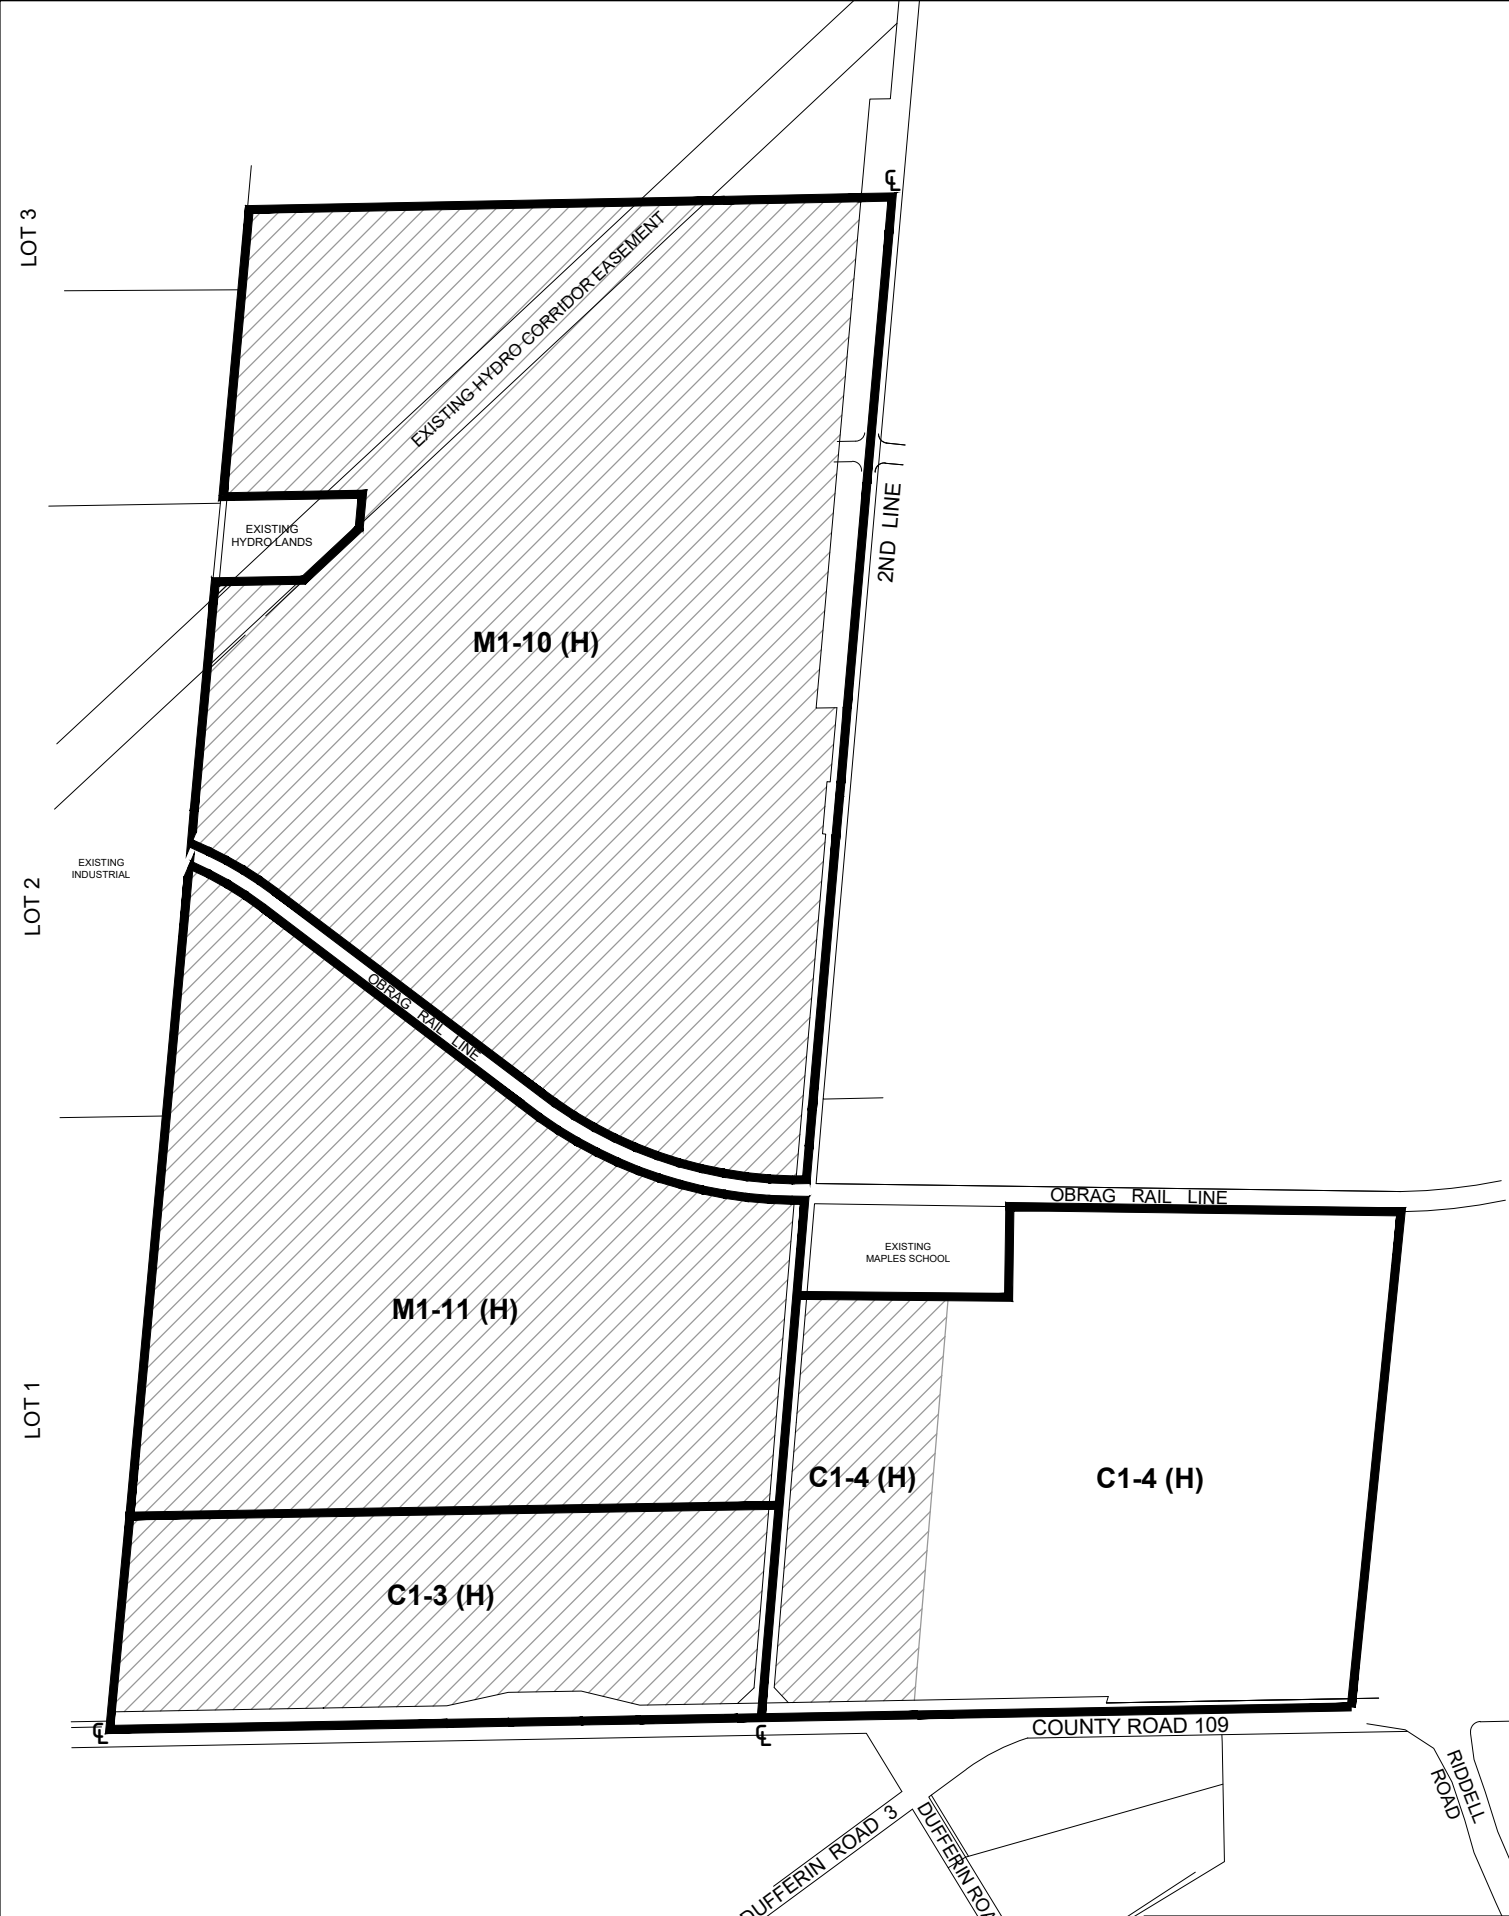 ℄
LOT 3
EXISTING HYDRO CORRIDOR EASEMENT
2ND LINE
EXISTING
HYDRO LANDS
M1-10 (H)
EXISTING
INDUSTRIAL
LOT 2
OBRAG RAIL LINE
OBRAG RAIL LINE
EXISTING
MAPLES SCHOOL
M1-11 (H)
LOT 1
C1-4 (H)
C1-4 (H)
C1-3 (H)
℄
℄
COUNTY ROAD 109
RIDDELL
ROAD
DUFFERIN ROAD 3
DUFFERIN ROA